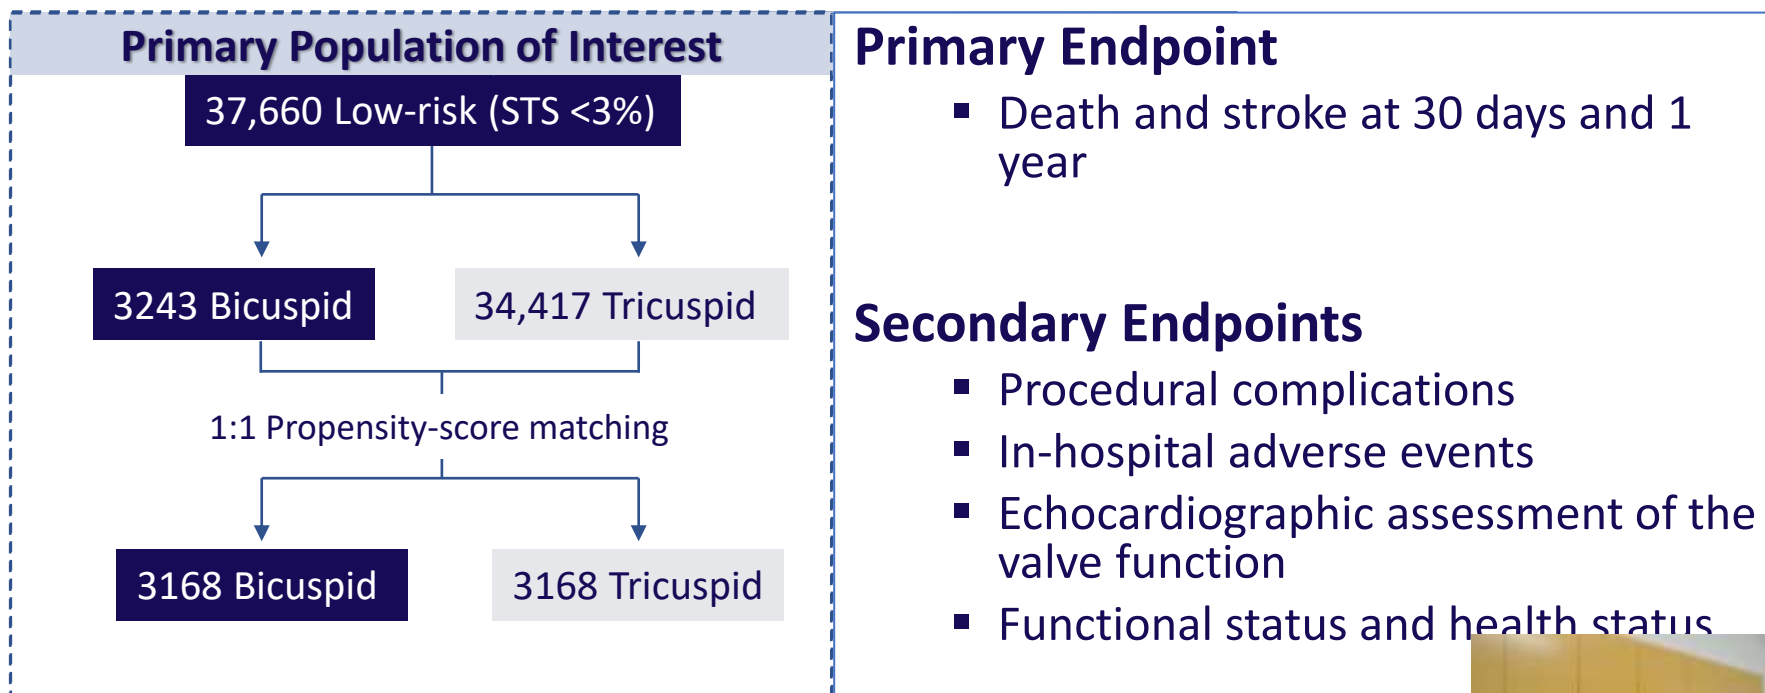 Primary Population of Interest
37,660 Low-risk (STS <3%)
3243 Bicuspid
34,417 Tricuspid
1:1 Propensity-score matching
3168 Bicuspid
3168 Tricuspid
Primary Endpoint
▪ Death and stroke at 30 days and 1
year
Secondary Endpoints
▪ Procedural complications
▪ In-hospital adverse events
▪ Echocardiographic assessment of the
valve function
▪ Functional status and health status